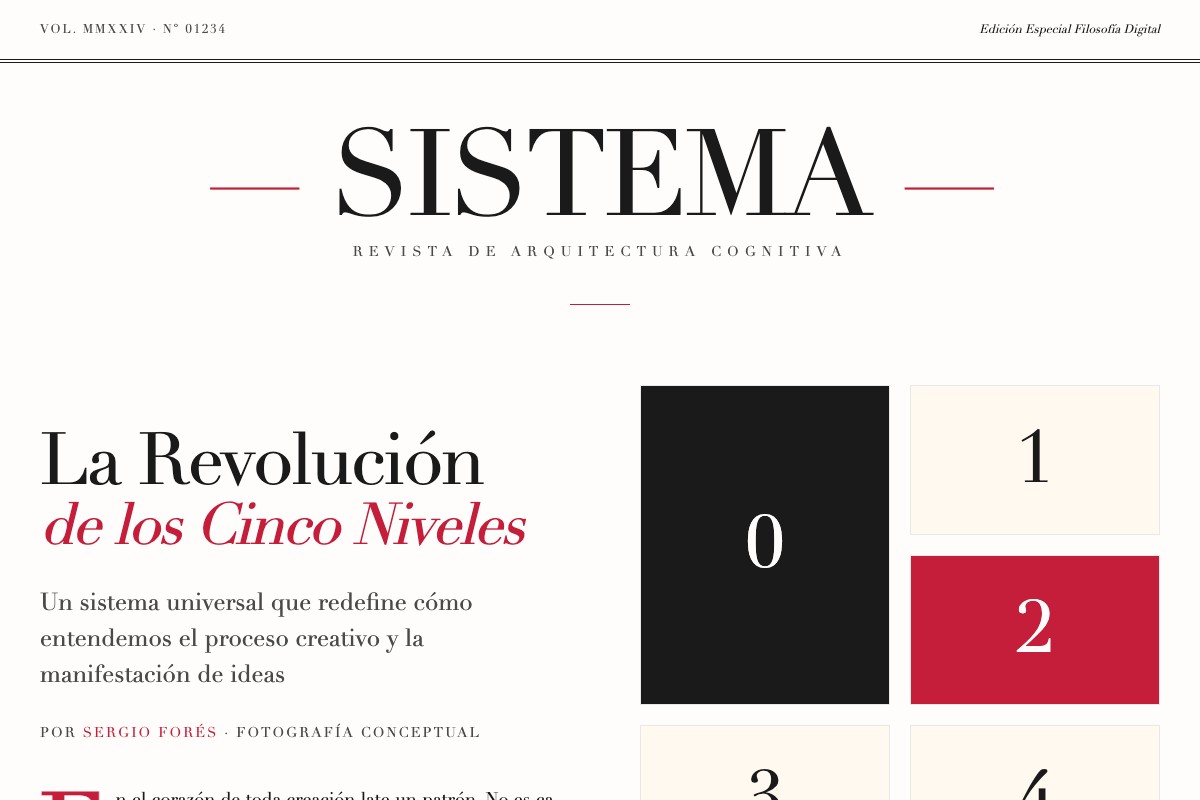 VOL. MMXXIV · Nº 01234
Edición Especial Filosofía Digital
SISTEMA
REVISTA DE ARQUITECTURA COGNITIVA
La Revolución
de los Cinco Niveles
Un sistema universal que redefine cómo
entendemos el proceso creativo y la
manifestación de ideas
POR SERGIO FORÉS · FOTOGRAFÍA CONCEPTUAL
En el corazón de toda creación late un patrón. No es ca
0
1
2
3
4